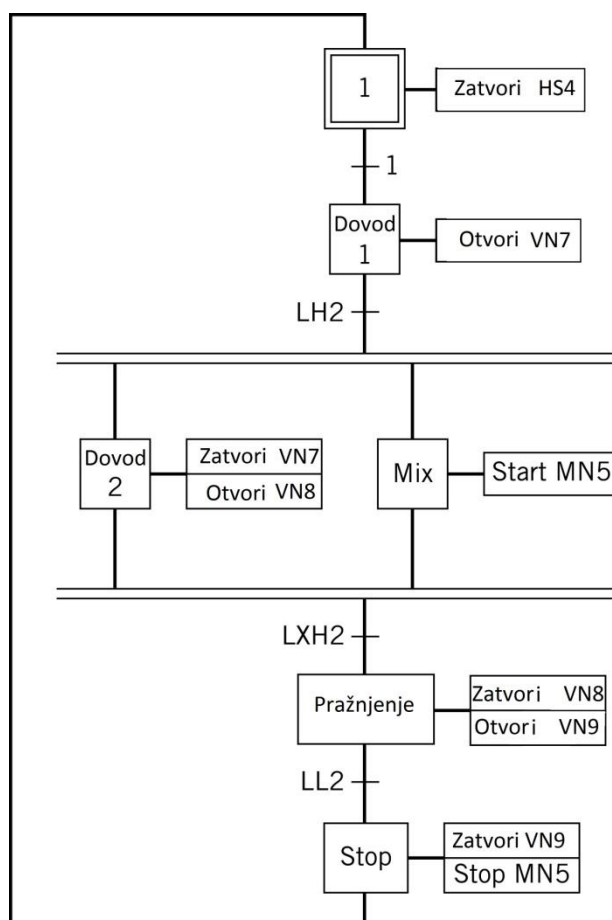 1
Zatvori HS4
1
Dovod
1
Otvori VN7
LH2
Dovod
2
Zatvori VN7
Otvori VN8
Mix
Start MN5
LXH2
Pražnjenje
Zatvori VN8
Otvori VN9
LL2
Stop
Zatvori VN9
Stop MN5